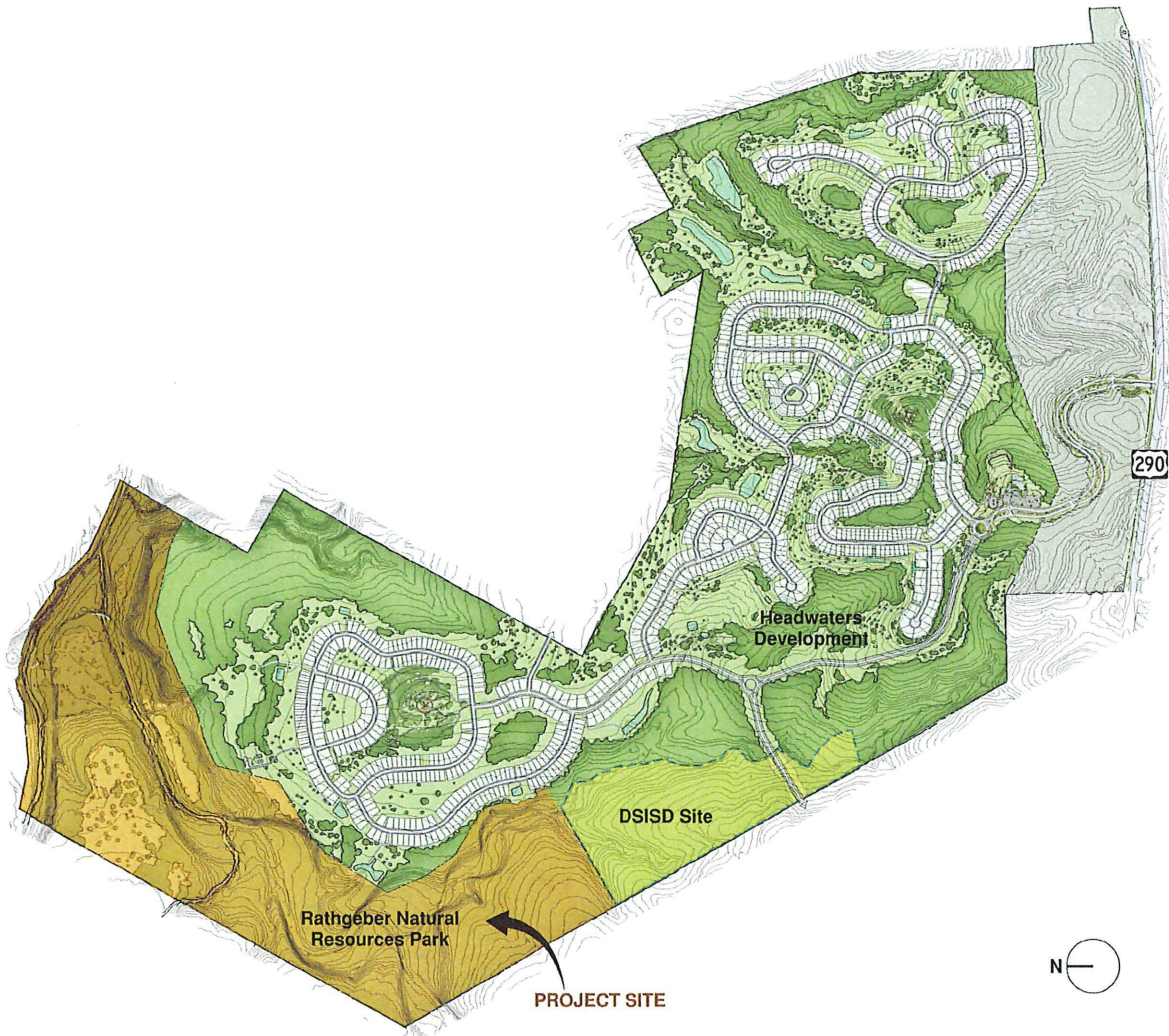 290
Headwaters
Development
DSISD Site
Rathgeber Natural
Resources Park
PROJECT SITE
N